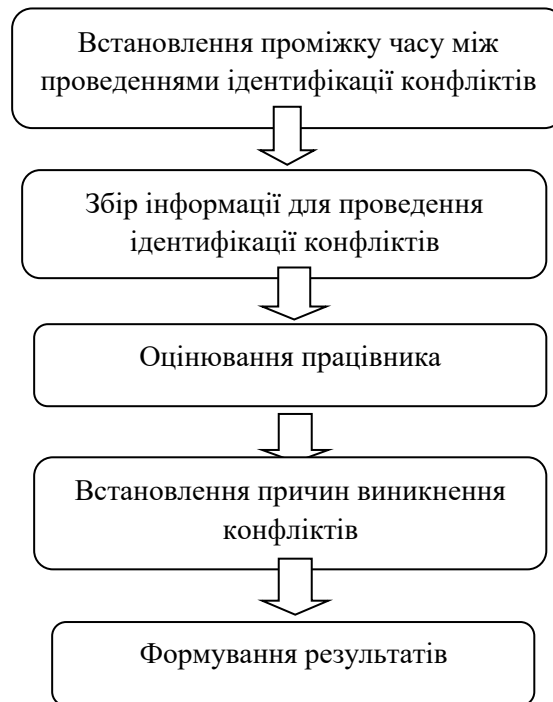 Встановлення проміжку часу між
проведеннями ідентифікації конфліктів
Збір інформації для проведення
ідентифікації конфліктів
Оцінювання працівника
Встановлення причин виникнення
конфліктів
Формування результатів